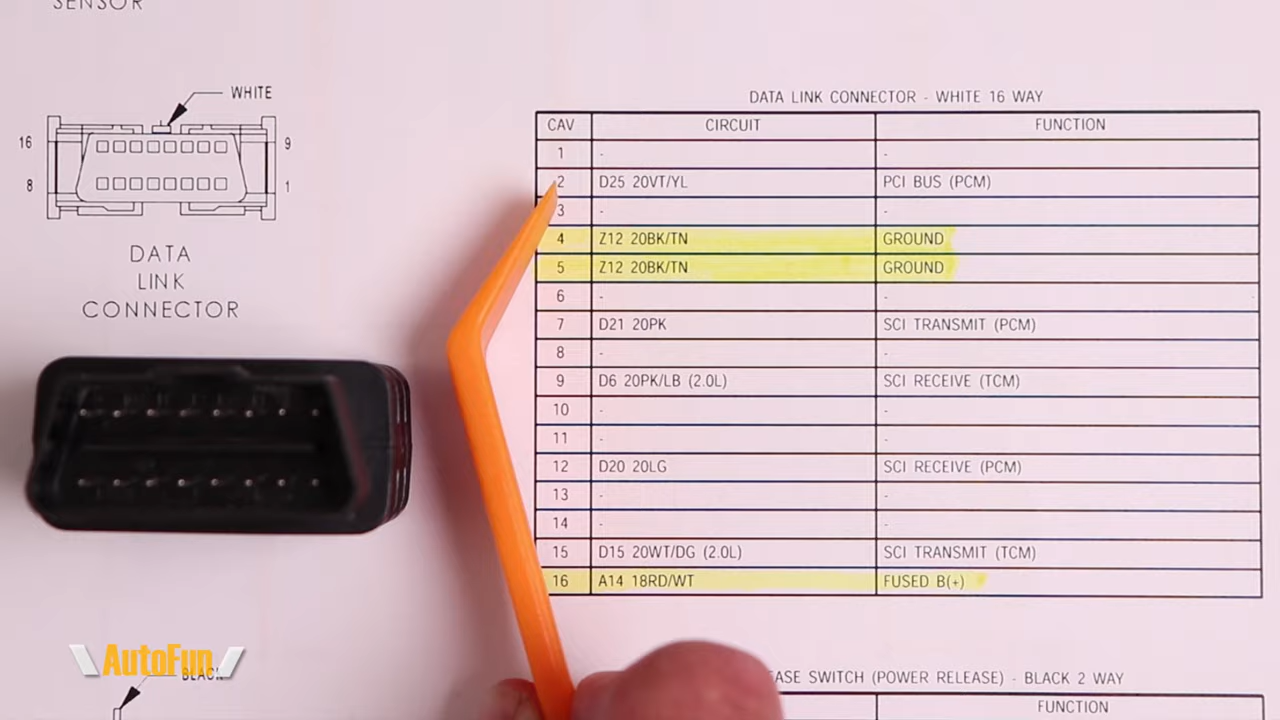 SENSOR
WHITE
16
9
8
1
DATA
LINK
CONNECTOR
DATA LINK CONNECTOR - WHITE 16 WAY
CAV CIRCUIT FUNCTION
1 - -
2 D25 20VT/YL PCI BUS (PCM)
3 - -
4 Z12 20BK/TN GROUND
5 Z12 20BK/TN GROUND
6 - -
7 D21 20PK SCI TRANSMIT (PCM)
8 - -
9 D6 20PK/LB (2.0L) SCI RECEIVE (TCM)
10 - -
11 - -
12 D20 20LG SCI RECEIVE (PCM)
13 - -
14 - -
15 D15 20WT/DG (2.0L) SCI TRANSMIT (TCM)
16 A14 18RD/WT FUSED B(+)
AutoFun
BLACK
EASE SWITCH (POWER RELEASE) - BLACK 2 WAY
FUNCTION